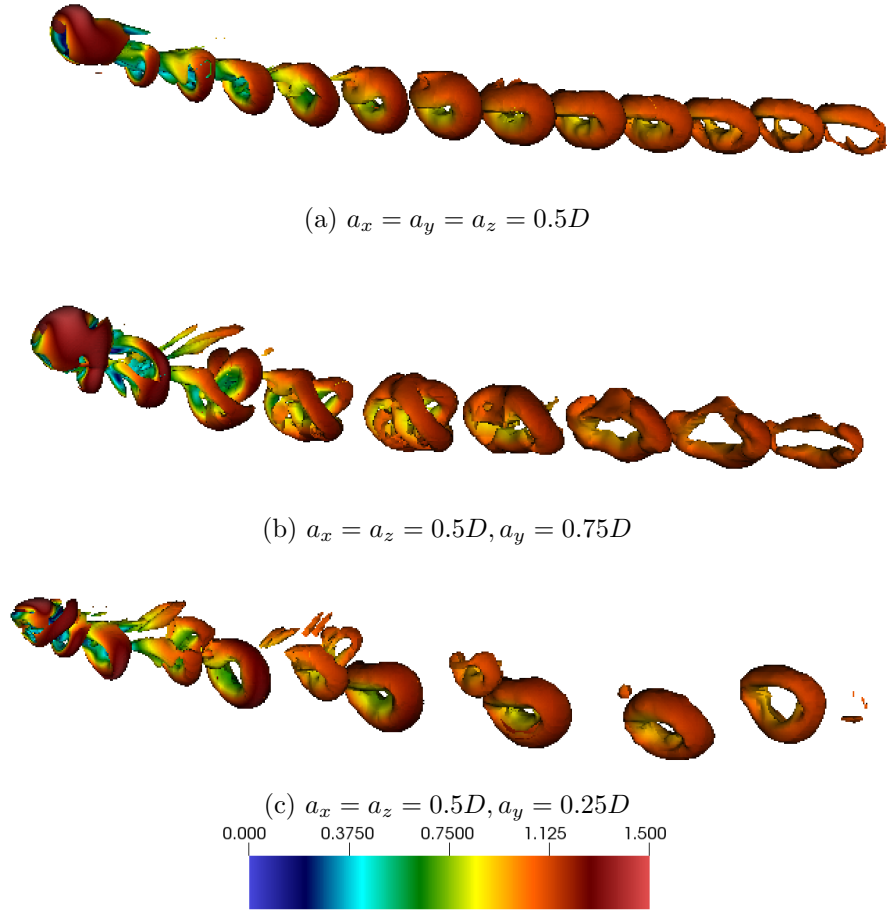 (a) $a_x = a_y = a_z = 0.5D$
(b) $a_x = a_z = 0.5D, a_y = 0.75D$
(c) $a_x = a_z = 0.5D, a_y = 0.25D$
0.000 0.3750 0.7500 1.125 1.500